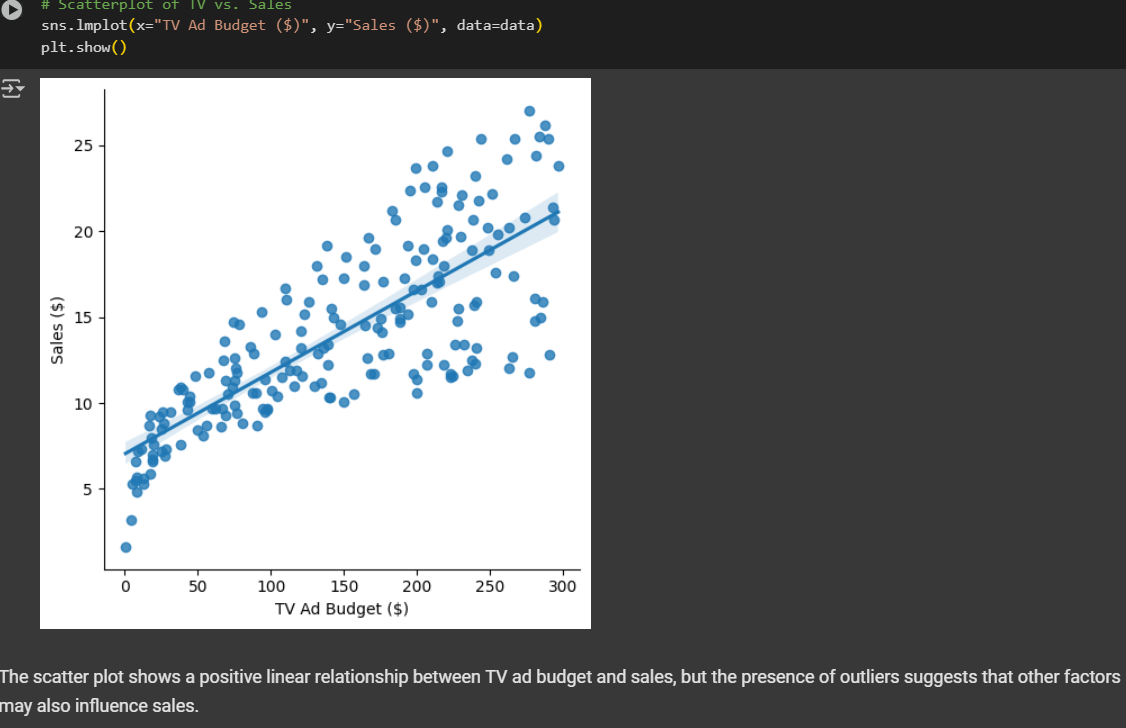 # Scatterplot of TV vs. Sales
sns.lmplot(x="TV Ad Budget ($)", y="Sales ($)", data=data)
plt.show()
25
20
15
10
5
Sales ($)
0 50 100 150 200 250 300
TV Ad Budget ($)
The scatter plot shows a positive linear relationship between TV ad budget and sales, but the presence of outliers suggests that other factors
may also influence sales.